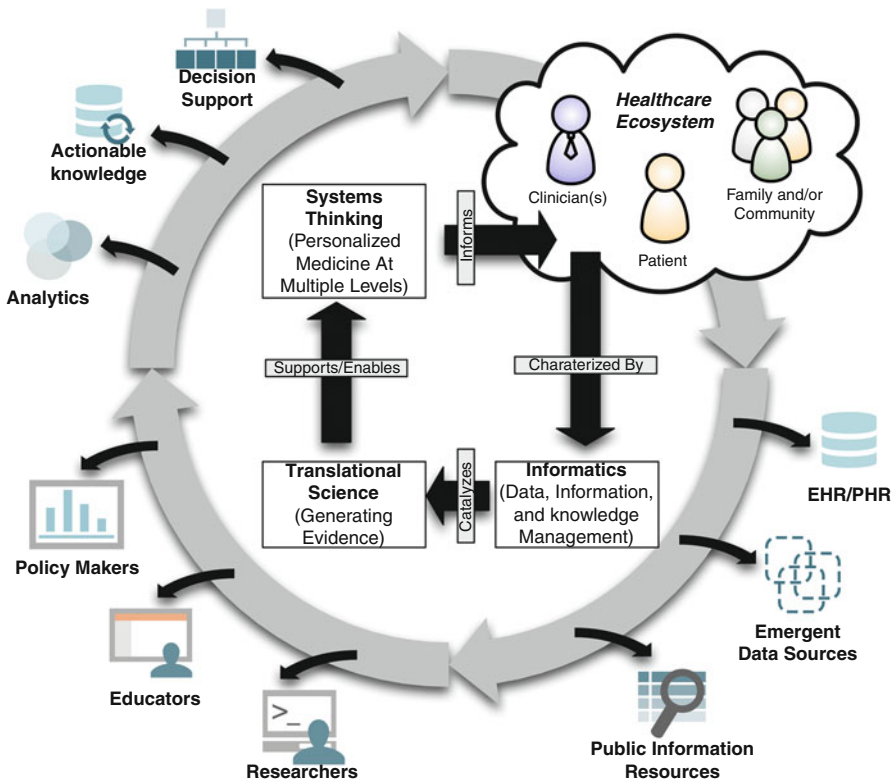 Decision
Support
Healthcare
Ecosystem
Actionable
knowledge
Clinician(s)
Family and/or
Community
Patient
Systems
Thinking
(Personalized
Medicine At
Multiple Levels)
Informs
Analytics
Supports/Enables
Charaterized By
Translational
Science
(Generating
Evidence)
Catalyzes
Informatics
(Data, Information,
and knowledge
Management)
EHR/PHR
Policy Makers
Emergent
Data Sources
Educators
>_
Researchers
Public Information
Resources